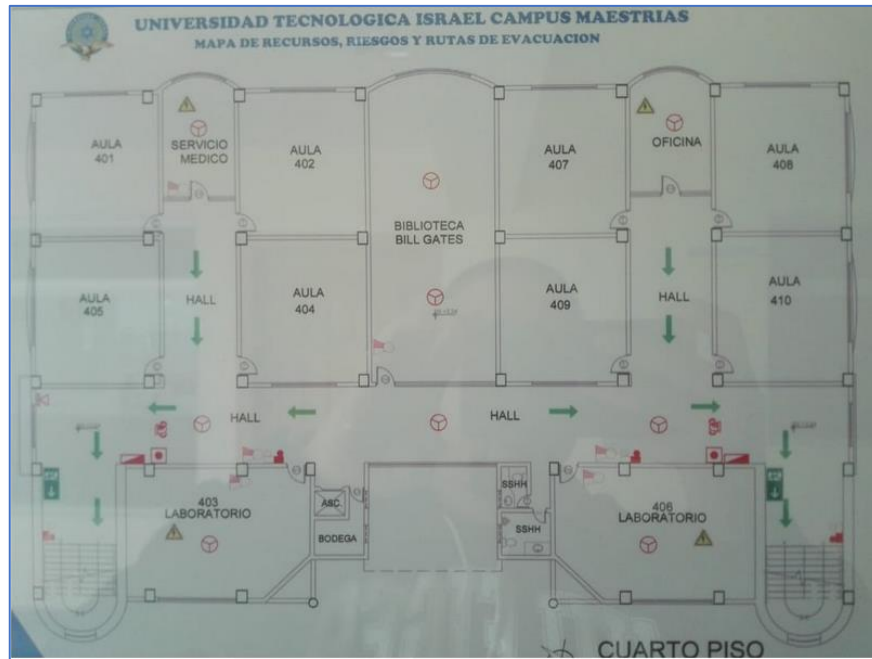 UNIVERSIDAD TECNOLOGICA ISRAEL CAMPUS MAESTRIAS
MAPA DE RECURSOS, RIESGOS Y RUTAS DE EVACUACION
AULA
401
SERVICIO
MEDICO
AULA
402
AULA
407
OFICINA
AULA
408
BIBLIOTECA
BILL GATES
AULA
405
HALL
AULA
404
AULA
409
HALL
AULA
410
HALL
HALL
403
LABORATORIO
ASC
BODEGA
SSHH
SSHH
406
LABORATORIO
CUARTO PISO